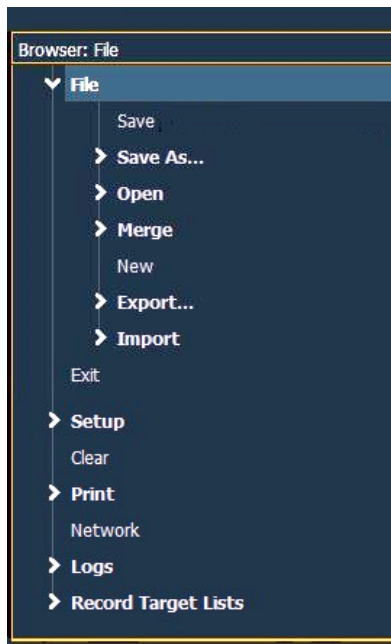 Browser: File
File
Save
Save As...
Open
Merge
New
Export...
Import
Exit
Setup
Clear
Print
Network
Logs
Record Target Lists